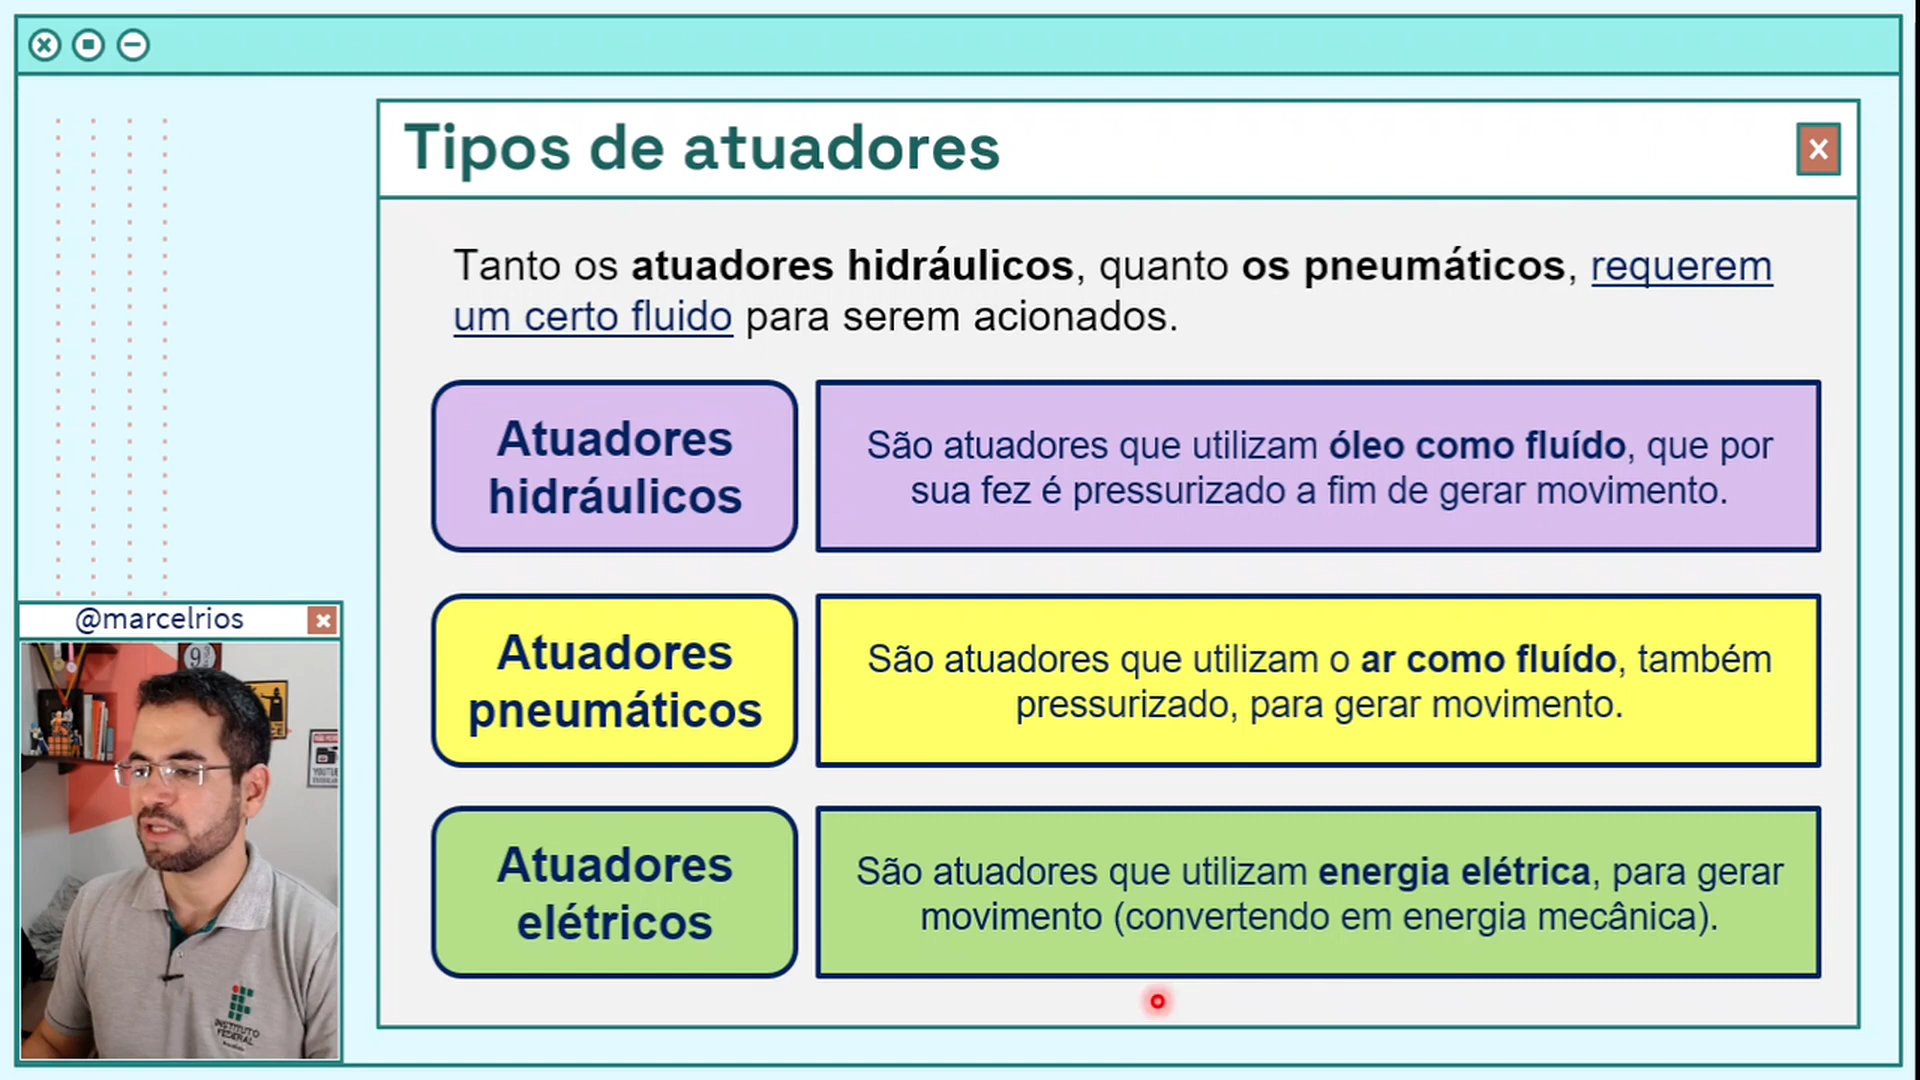 Tipos de atuadores
Tanto os atuadores hidráulicos, quanto os pneumáticos, requerem
um certo fluido para serem acionados.
Atuadores
hidráulicos
São atuadores que utilizam óleo como fluído, que por
sua fez é pressurizado a fim de gerar movimento.
Atuadores
pneumáticos
São atuadores que utilizam o ar como fluído, também
pressurizado, para gerar movimento.
Atuadores
elétricos
São atuadores que utilizam energia elétrica, para gerar
movimento (convertendo em energia mecânica).
@marcelrios
INSTITUTO
FEDERAL